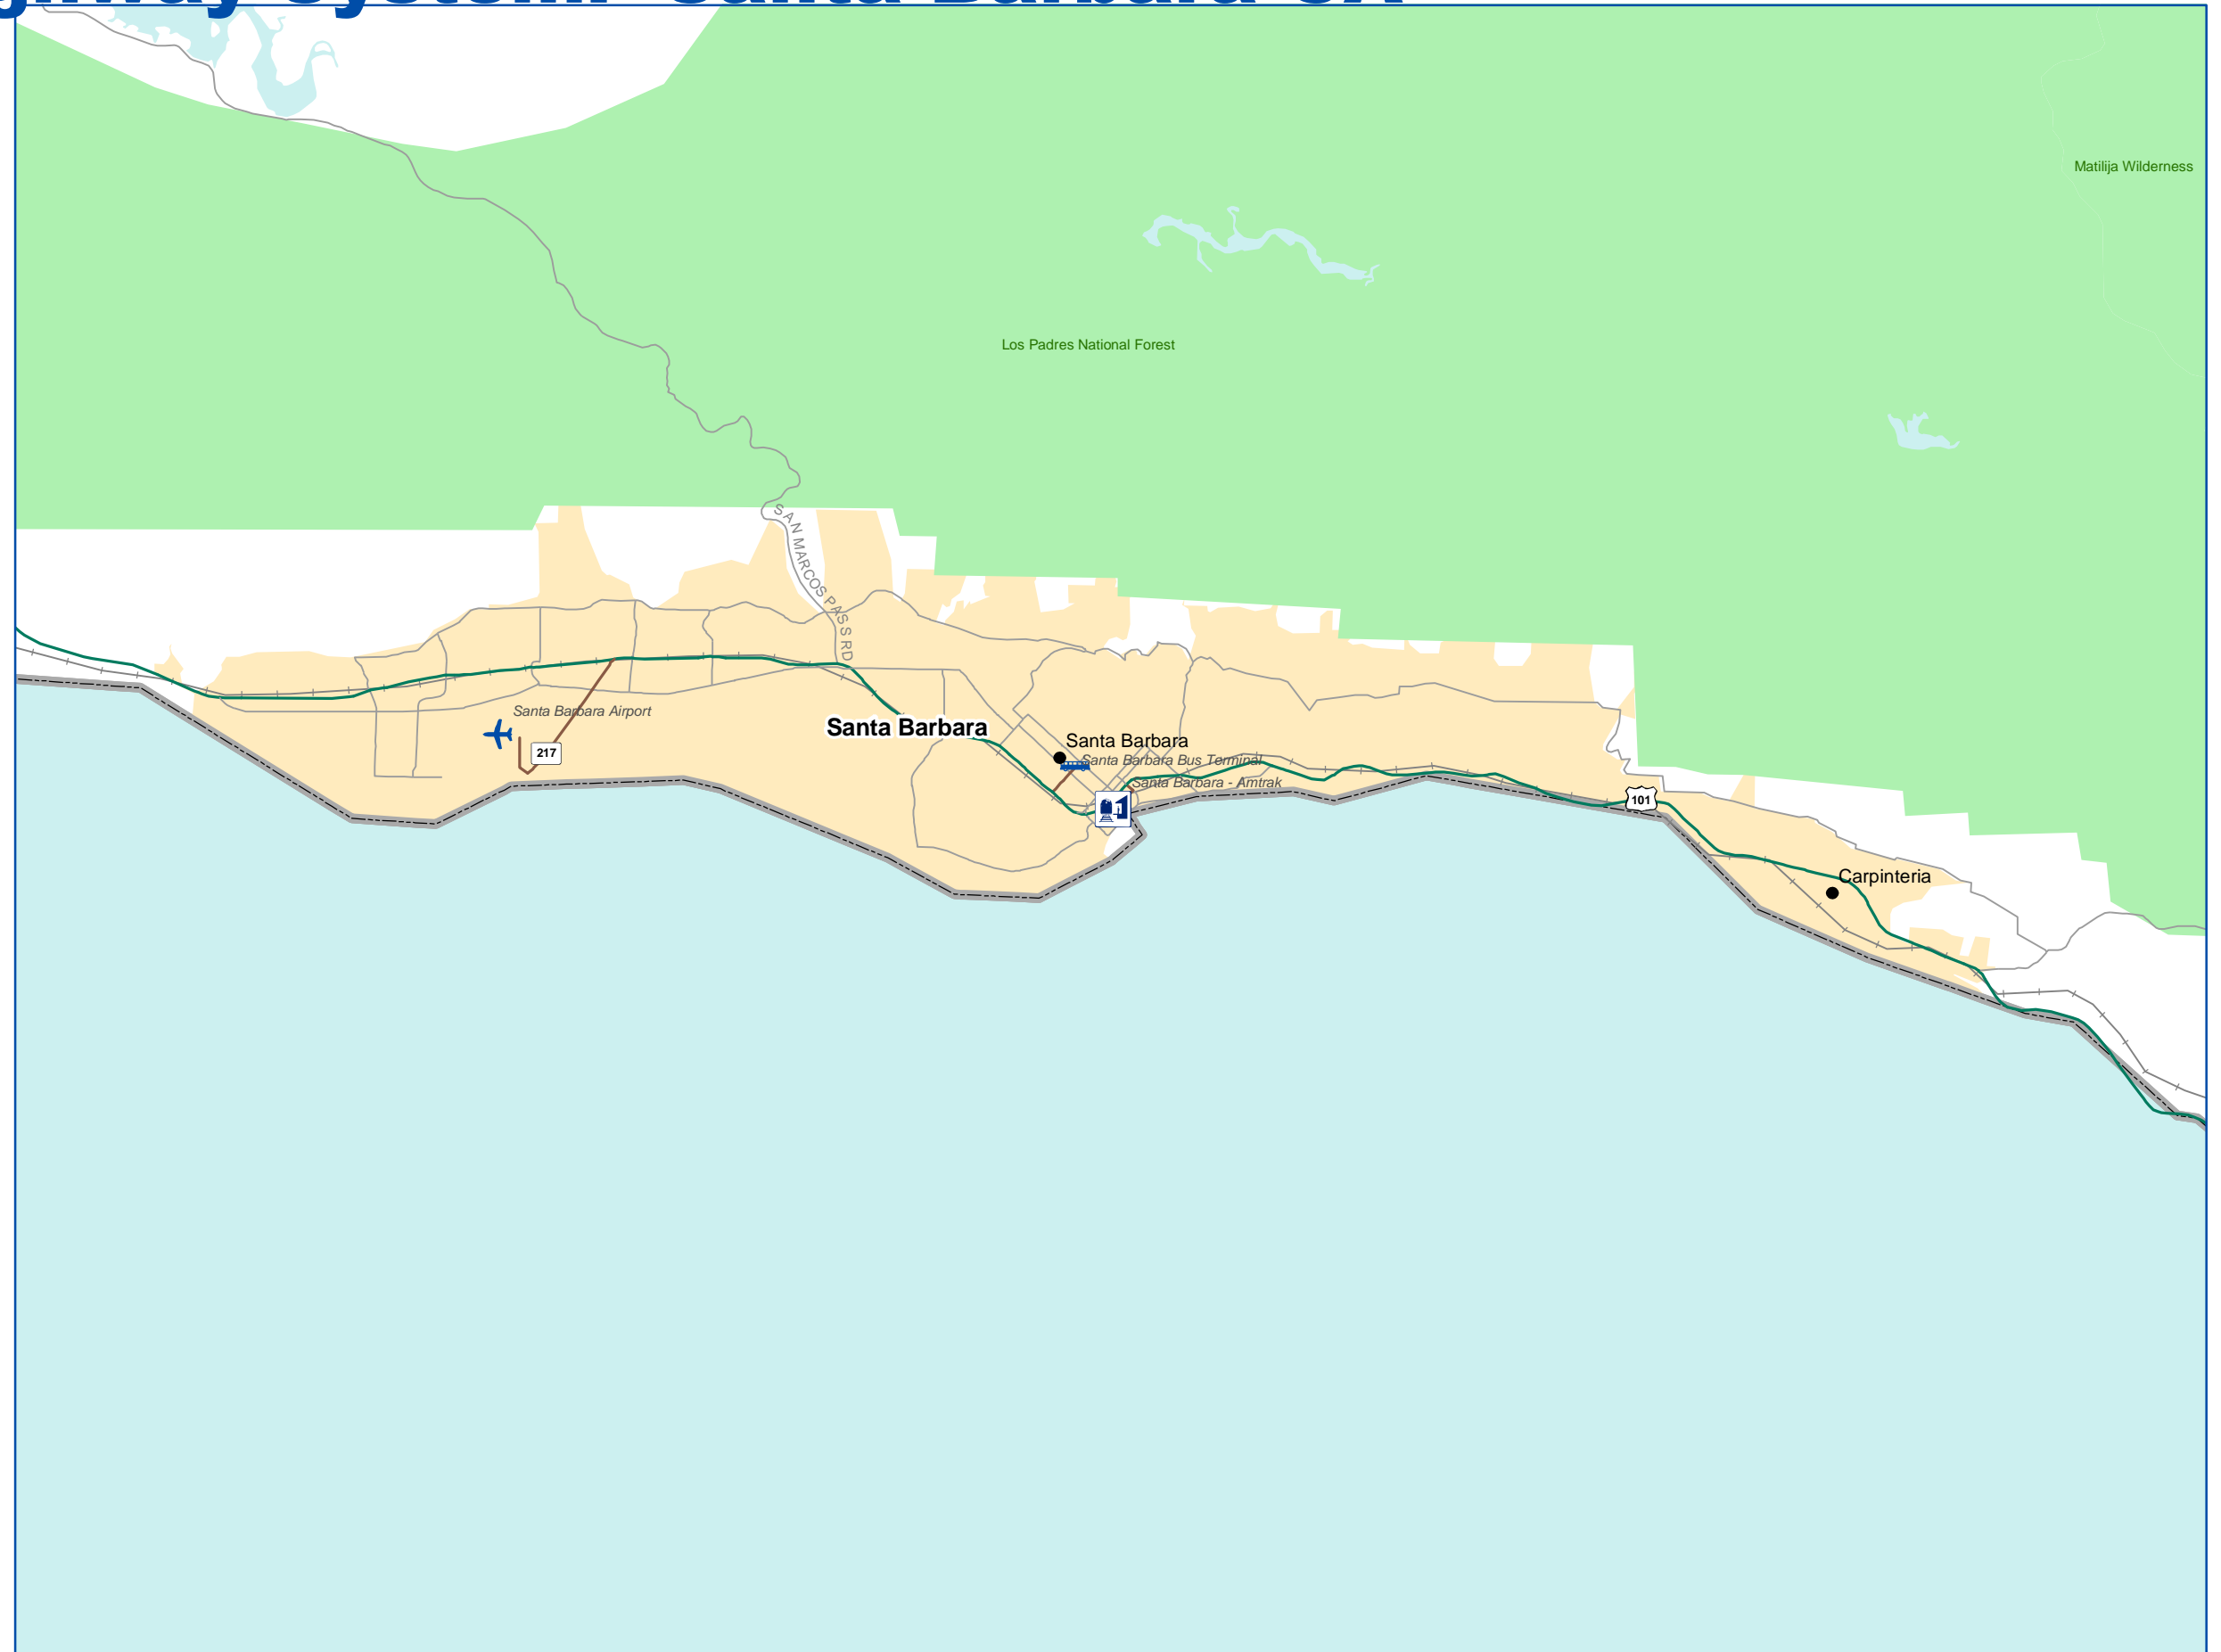 Matilija Wilderness
Los Padres National Forest
SAN MARCOS PASS RD
Santa Barbara Airport
217
Santa Barbara
Santa Barbara
Santa Barbara Bus Terminal
Santa Barbara - Amtrak
101
Carpinteria